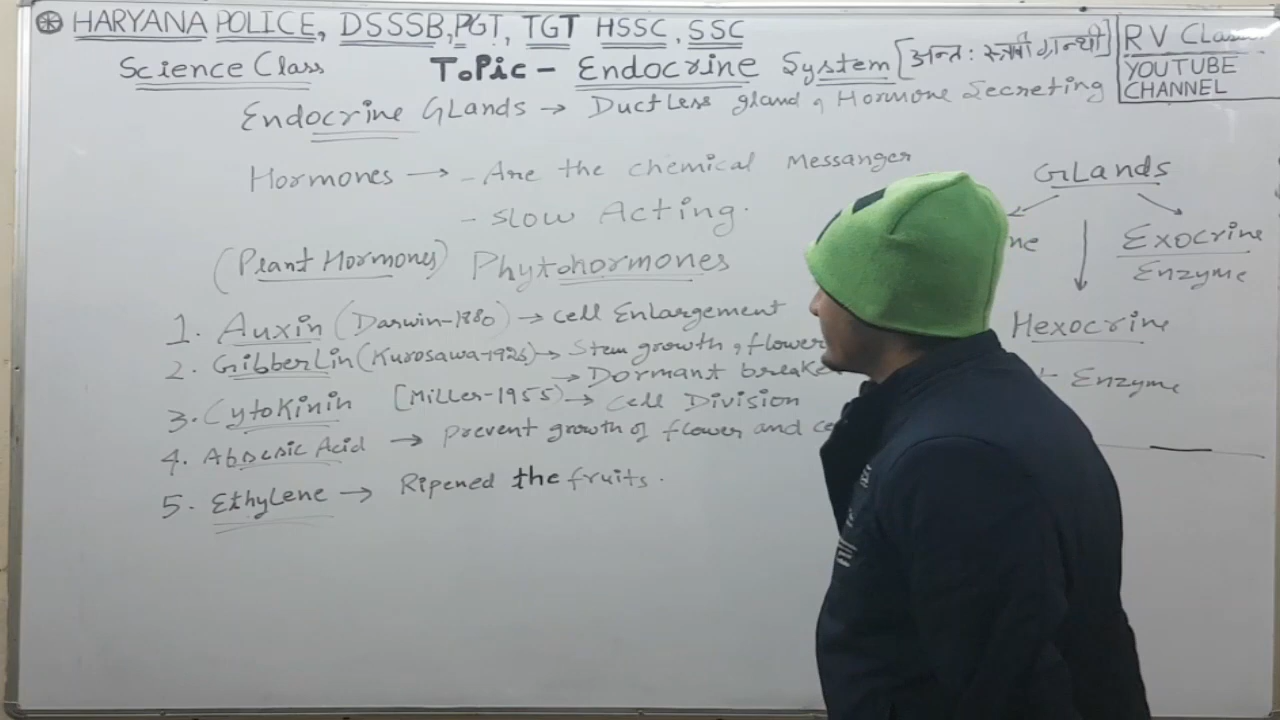 HARYANA POLICE, DSSSB, PGT, TGT HSSC, SSC
RV Class
YOUTUBE
CHANNEL
Science Class Topic - Endocrine System [अन्त: स्त्रावी ग्रन्थी]
Endocrine Glands → Ductless gland, Hormone Secreting
Hormones → - Are the chemical Messanger
- Slow Acting.
(Plant Hormones) Phytohormones
1. Auxin (Darwin-1880) → Cell Enlargement
2. Gibberlin (Kurosawa-1926) → Stem growth, flower
→ Dormant breake
3. Cytokinin [Miller-1955) → Cell Division
4. Abscsic Acid → Prevent growth of flower and ce
5. Ethylene → Ripened the fruits.
Glands
ne
Exocrine
Enzyme
Hexocrine
+ Enzyme